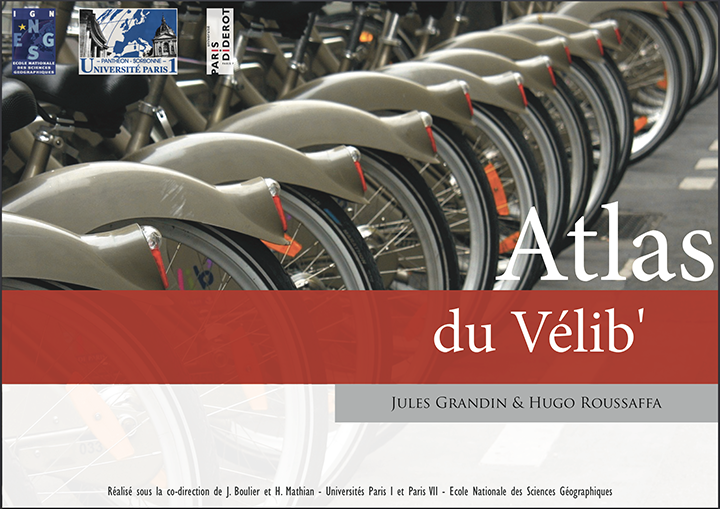 IGN
ENSG
ECOLE NATIONALE
DES SCIENCES
GÉOGRAPHIQUES
– PANTHÉON - SORBONNE –
UNIVERSITÉ PARIS 1
PARIS
DIDEROT
Atlas
du Vélib'
JULES GRANDIN & HUGO ROUSSAFFA
Réalisé sous la co-direction de J. Boulier et H. Mathian - Universités Paris I et Paris VII - Ecole Nationale des Sciences Géographiques